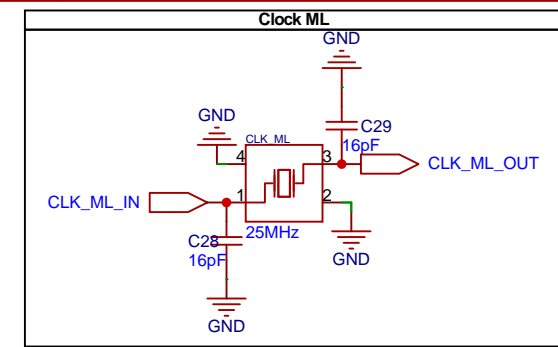 Clock ML
GND
C29
16pF
GND
CLK_ML
4
3
CLK_ML_OUT
CLK_ML_IN
1
2
C28
25MHz
16pF
GND
GND